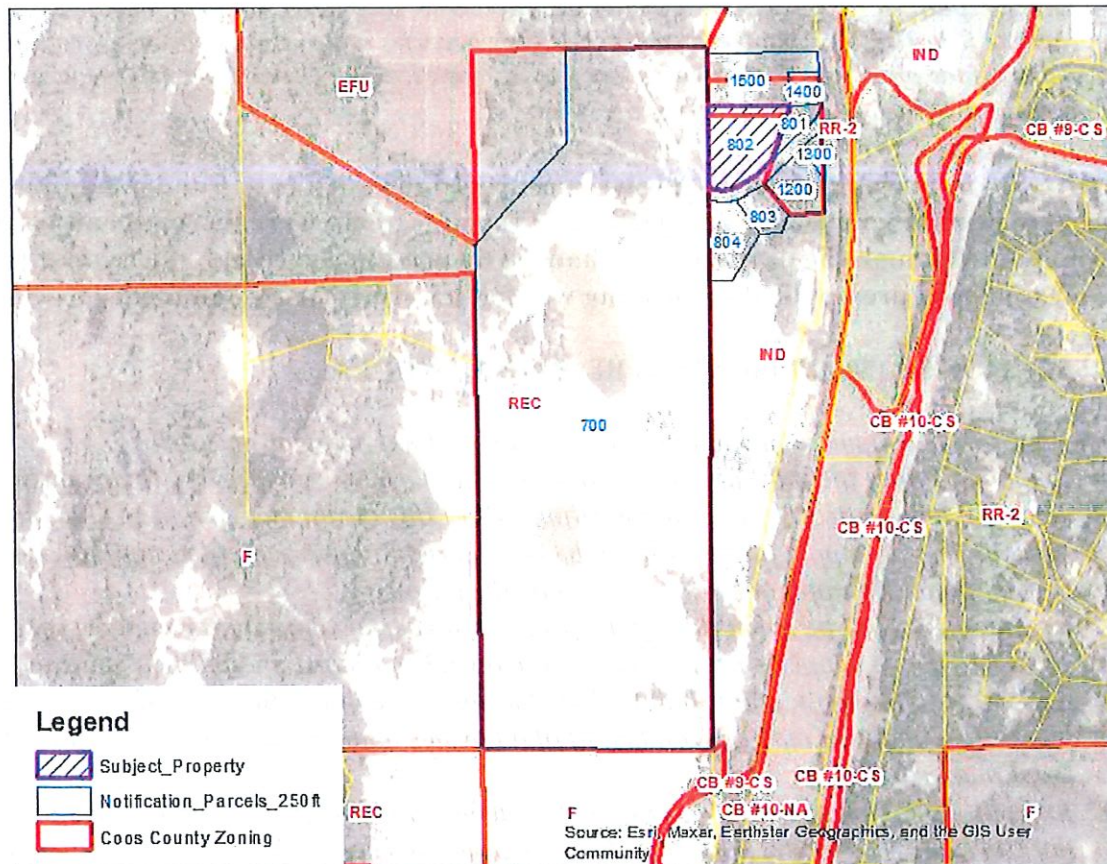 IND
EFU
1500
1400
CB #9-CS
801
RR-2
802
1300
1200
803
804
IND
REC
700
CB #10-CS
RR-2
CB #10-CS
F
Legend
Subject_Property
Notification_Parcels_250ft
Coos County Zoning
REC
F
CB #9-CS
CB #10-CS
CB #10-NA
F
Source: Esri, Maxar, Earthstar Geographics, and the GIS User
Community